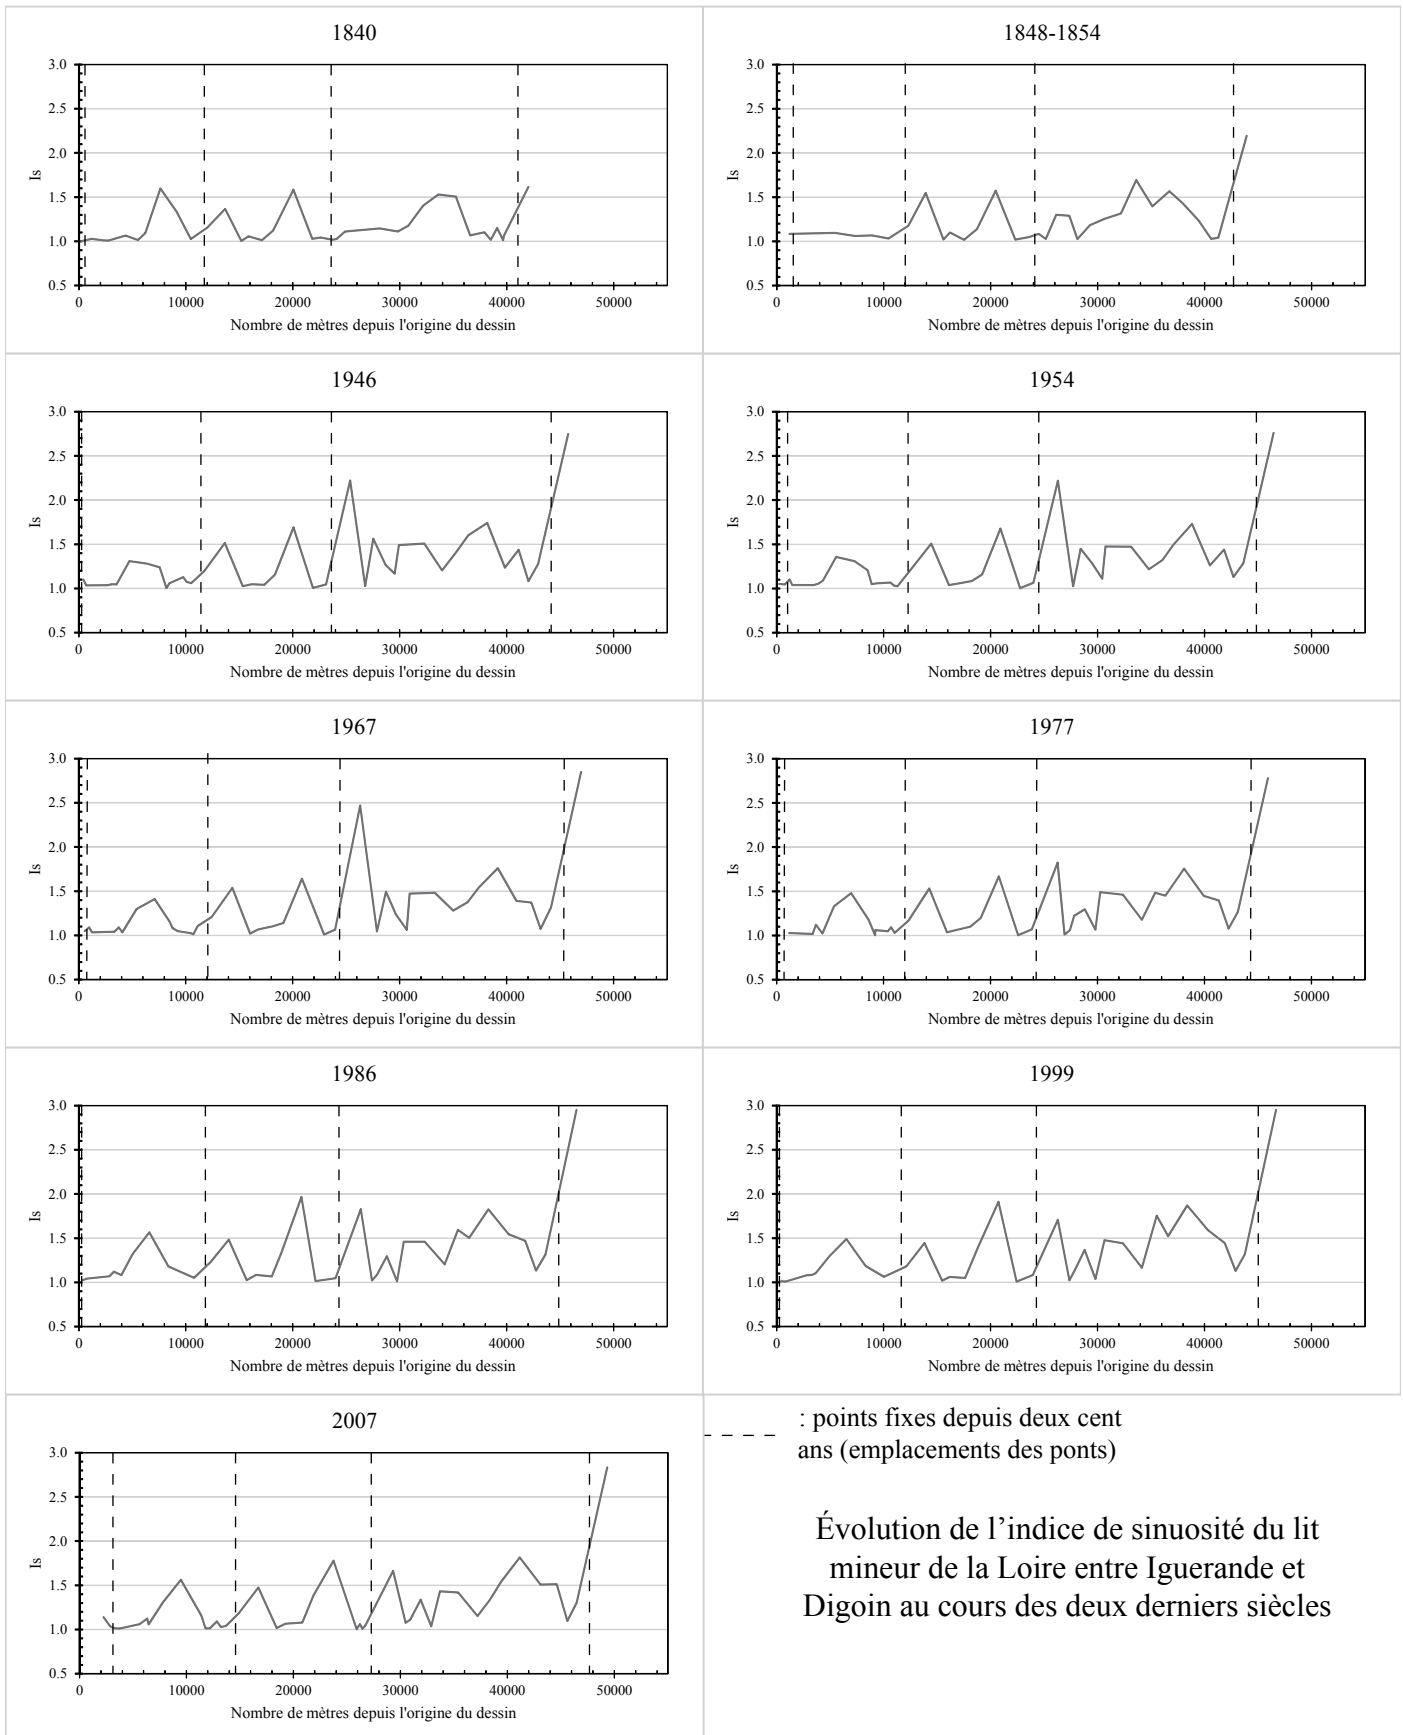 1840
3.0
2.5
2.0
1.5
1.0
0.5
Is
0 10000 20000 30000 40000 50000
Nombre de mètres depuis l'origine du dessin
1848-1854
3.0
2.5
2.0
1.5
1.0
0.5
Is
0 10000 20000 30000 40000 50000
Nombre de mètres depuis l'origine du dessin
1946
3.0
2.5
2.0
1.5
1.0
0.5
Is
0 10000 20000 30000 40000 50000
Nombre de mètres depuis l'origine du dessin
1954
3.0
2.5
2.0
1.5
1.0
0.5
Is
0 10000 20000 30000 40000 50000
Nombre de mètres depuis l'origine du dessin
1967
3.0
2.5
2.0
1.5
1.0
0.5
Is
0 10000 20000 30000 40000 50000
Nombre de mètres depuis l'origine du dessin
1977
3.0
2.5
2.0
1.5
1.0
0.5
Is
0 10000 20000 30000 40000 50000
Nombre de mètres depuis l'origine du dessin
1986
3.0
2.5
2.0
1.5
1.0
0.5
Is
0 10000 20000 30000 40000 50000
Nombre de mètres depuis l'origine du dessin
1999
3.0
2.5
2.0
1.5
1.0
0.5
Is
0 10000 20000 30000 40000 50000
Nombre de mètres depuis l'origine du dessin
2007
3.0
2.5
2.0
1.5
1.0
0.5
Is
0 10000 20000 30000 40000 50000
Nombre de mètres depuis l'origine du dessin
: points fixes depuis deux cent
ans (emplacements des ponts)
Évolution de l’indice de sinuosité du lit
mineur de la Loire entre Iguerande et
Digoin au cours des deux derniers siècles